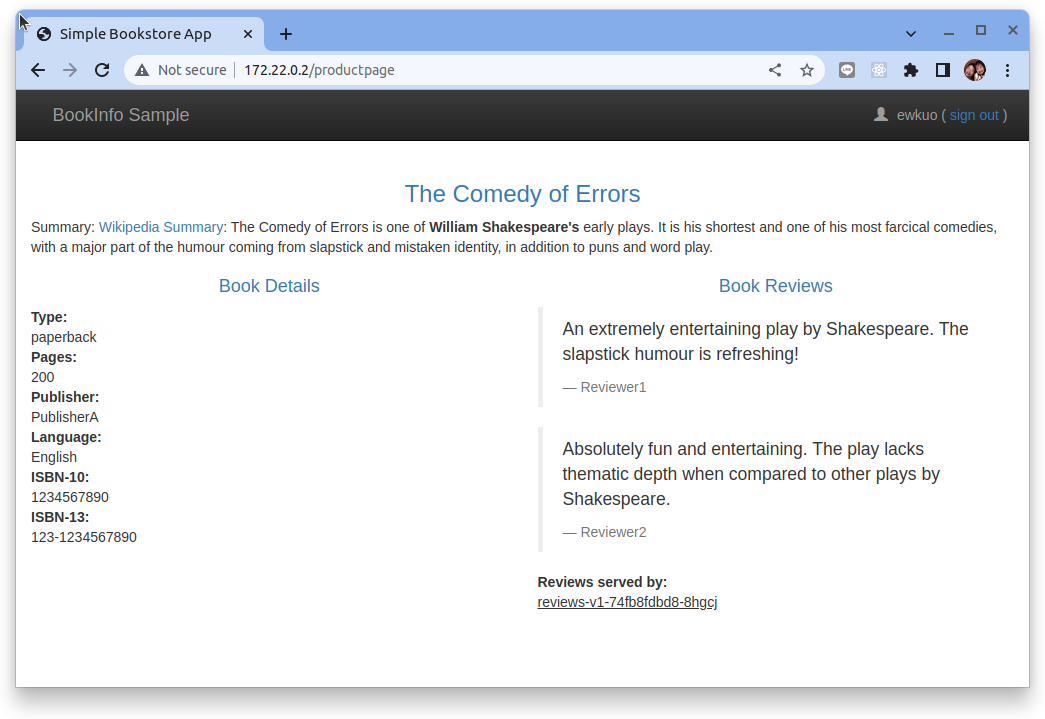 Simple Bookstore App
Not secure
172.22.0.2/productpage
BookInfo Sample
ewkuo ( sign out )
The Comedy of Errors
Summary: Wikipedia Summary: The Comedy of Errors is one of William Shakespeare's early plays. It is his shortest and one of his most farcical comedies,
with a major part of the humour coming from slapstick and mistaken identity, in addition to puns and word play.
Book Details
Type:
paperback
Pages:
200
Publisher:
PublisherA
Language:
English
ISBN-10:
1234567890
ISBN-13:
123-1234567890
Book Reviews
An extremely entertaining play by Shakespeare. The
slapstick humour is refreshing!
— Reviewer1
Absolutely fun and entertaining. The play lacks
thematic depth when compared to other plays by
Shakespeare.
— Reviewer2
Reviews served by:
reviews-v1-74fb8fdbd8-8hgcj